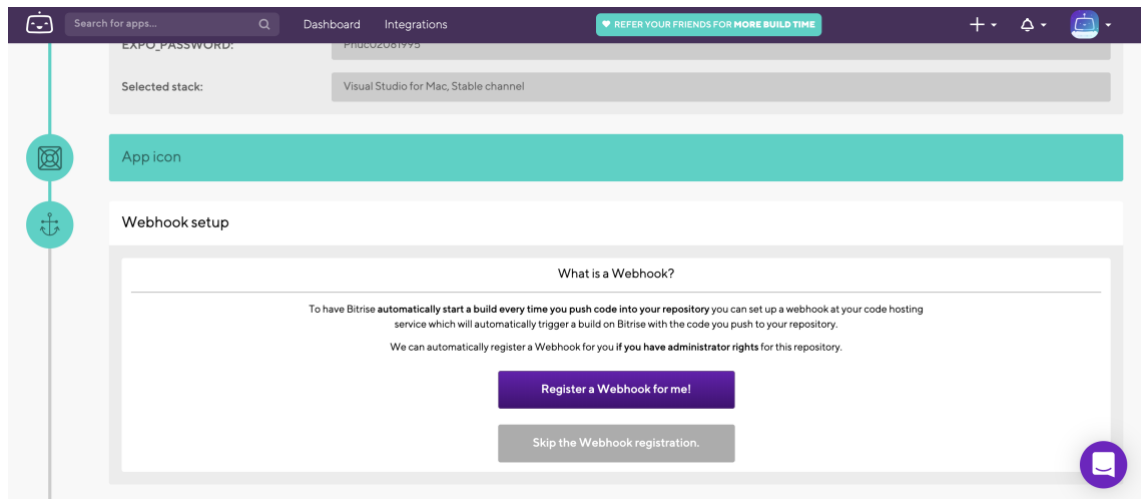 Search for apps...
Dashboard
Integrations
REFER YOUR FRIENDS FOR MORE BUILD TIME
EXPO_PASSWORD:
Selected stack:
Visual Studio for Mac, Stable channel
App icon
Webhook setup
What is a Webhook?
To have Bitrise automatically start a build every time you push code into your repository you can set up a webhook at your code hosting
service which will automatically trigger a build on Bitrise with the code you push to your repository.
We can automatically register a Webhook for you if you have administrator rights for this repository.
Register a Webhook for me!
Skip the Webhook registration.